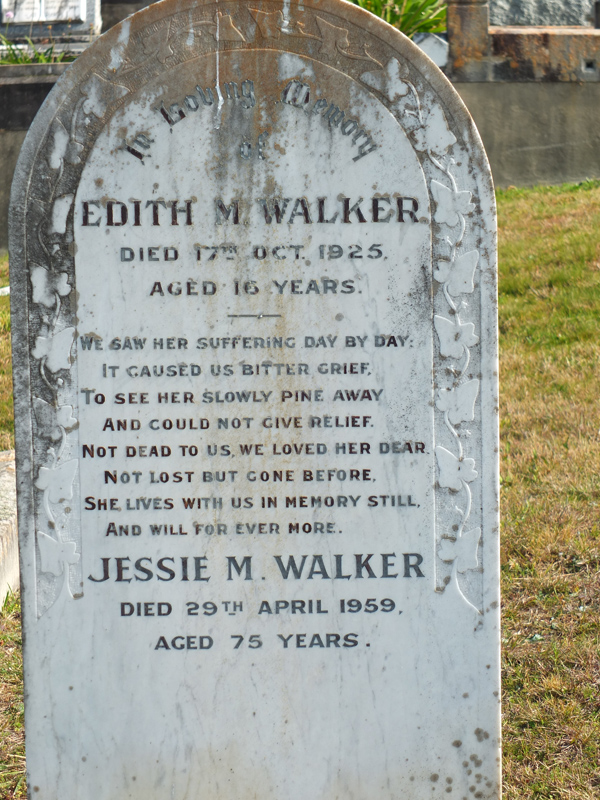 In Loving Memory
of
EDITH M. WALKER
DIED 17TH OCT. 1925,
AGED 16 YEARS.
WE SAW HER SUFFERING DAY BY DAY;
IT CAUSED US BITTER GRIEF,
TO SEE HER SLOWLY PINE AWAY
AND COULD NOT GIVE RELIEF.
NOT DEAD TO US, WE LOVED HER DEAR.
NOT LOST BUT GONE BEFORE,
SHE LIVES WITH US IN MEMORY STILL,
AND WILL FOR EVER MORE.
JESSIE M. WALKER
DIED 29TH APRIL 1959,
AGED 75 YEARS.